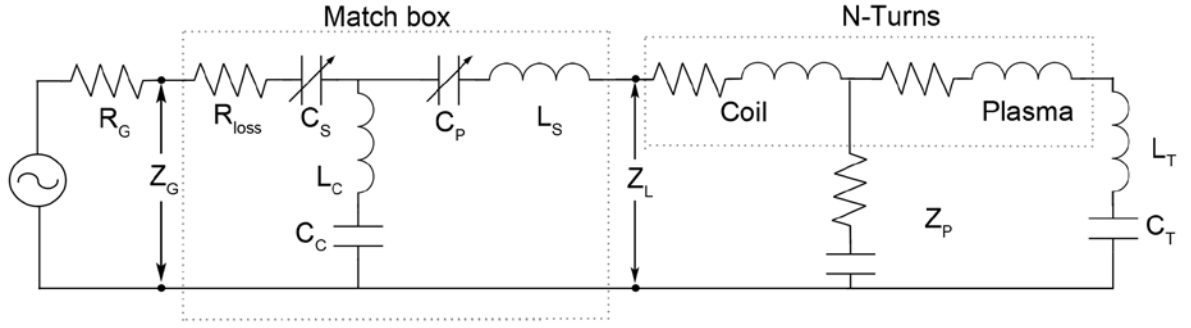 Match box
N-Turns
R_G
Z_G
R_loss
C_S
L_C
C_C
C_P
L_S
Z_L
Coil
Plasma
Z_P
L_T
C_T